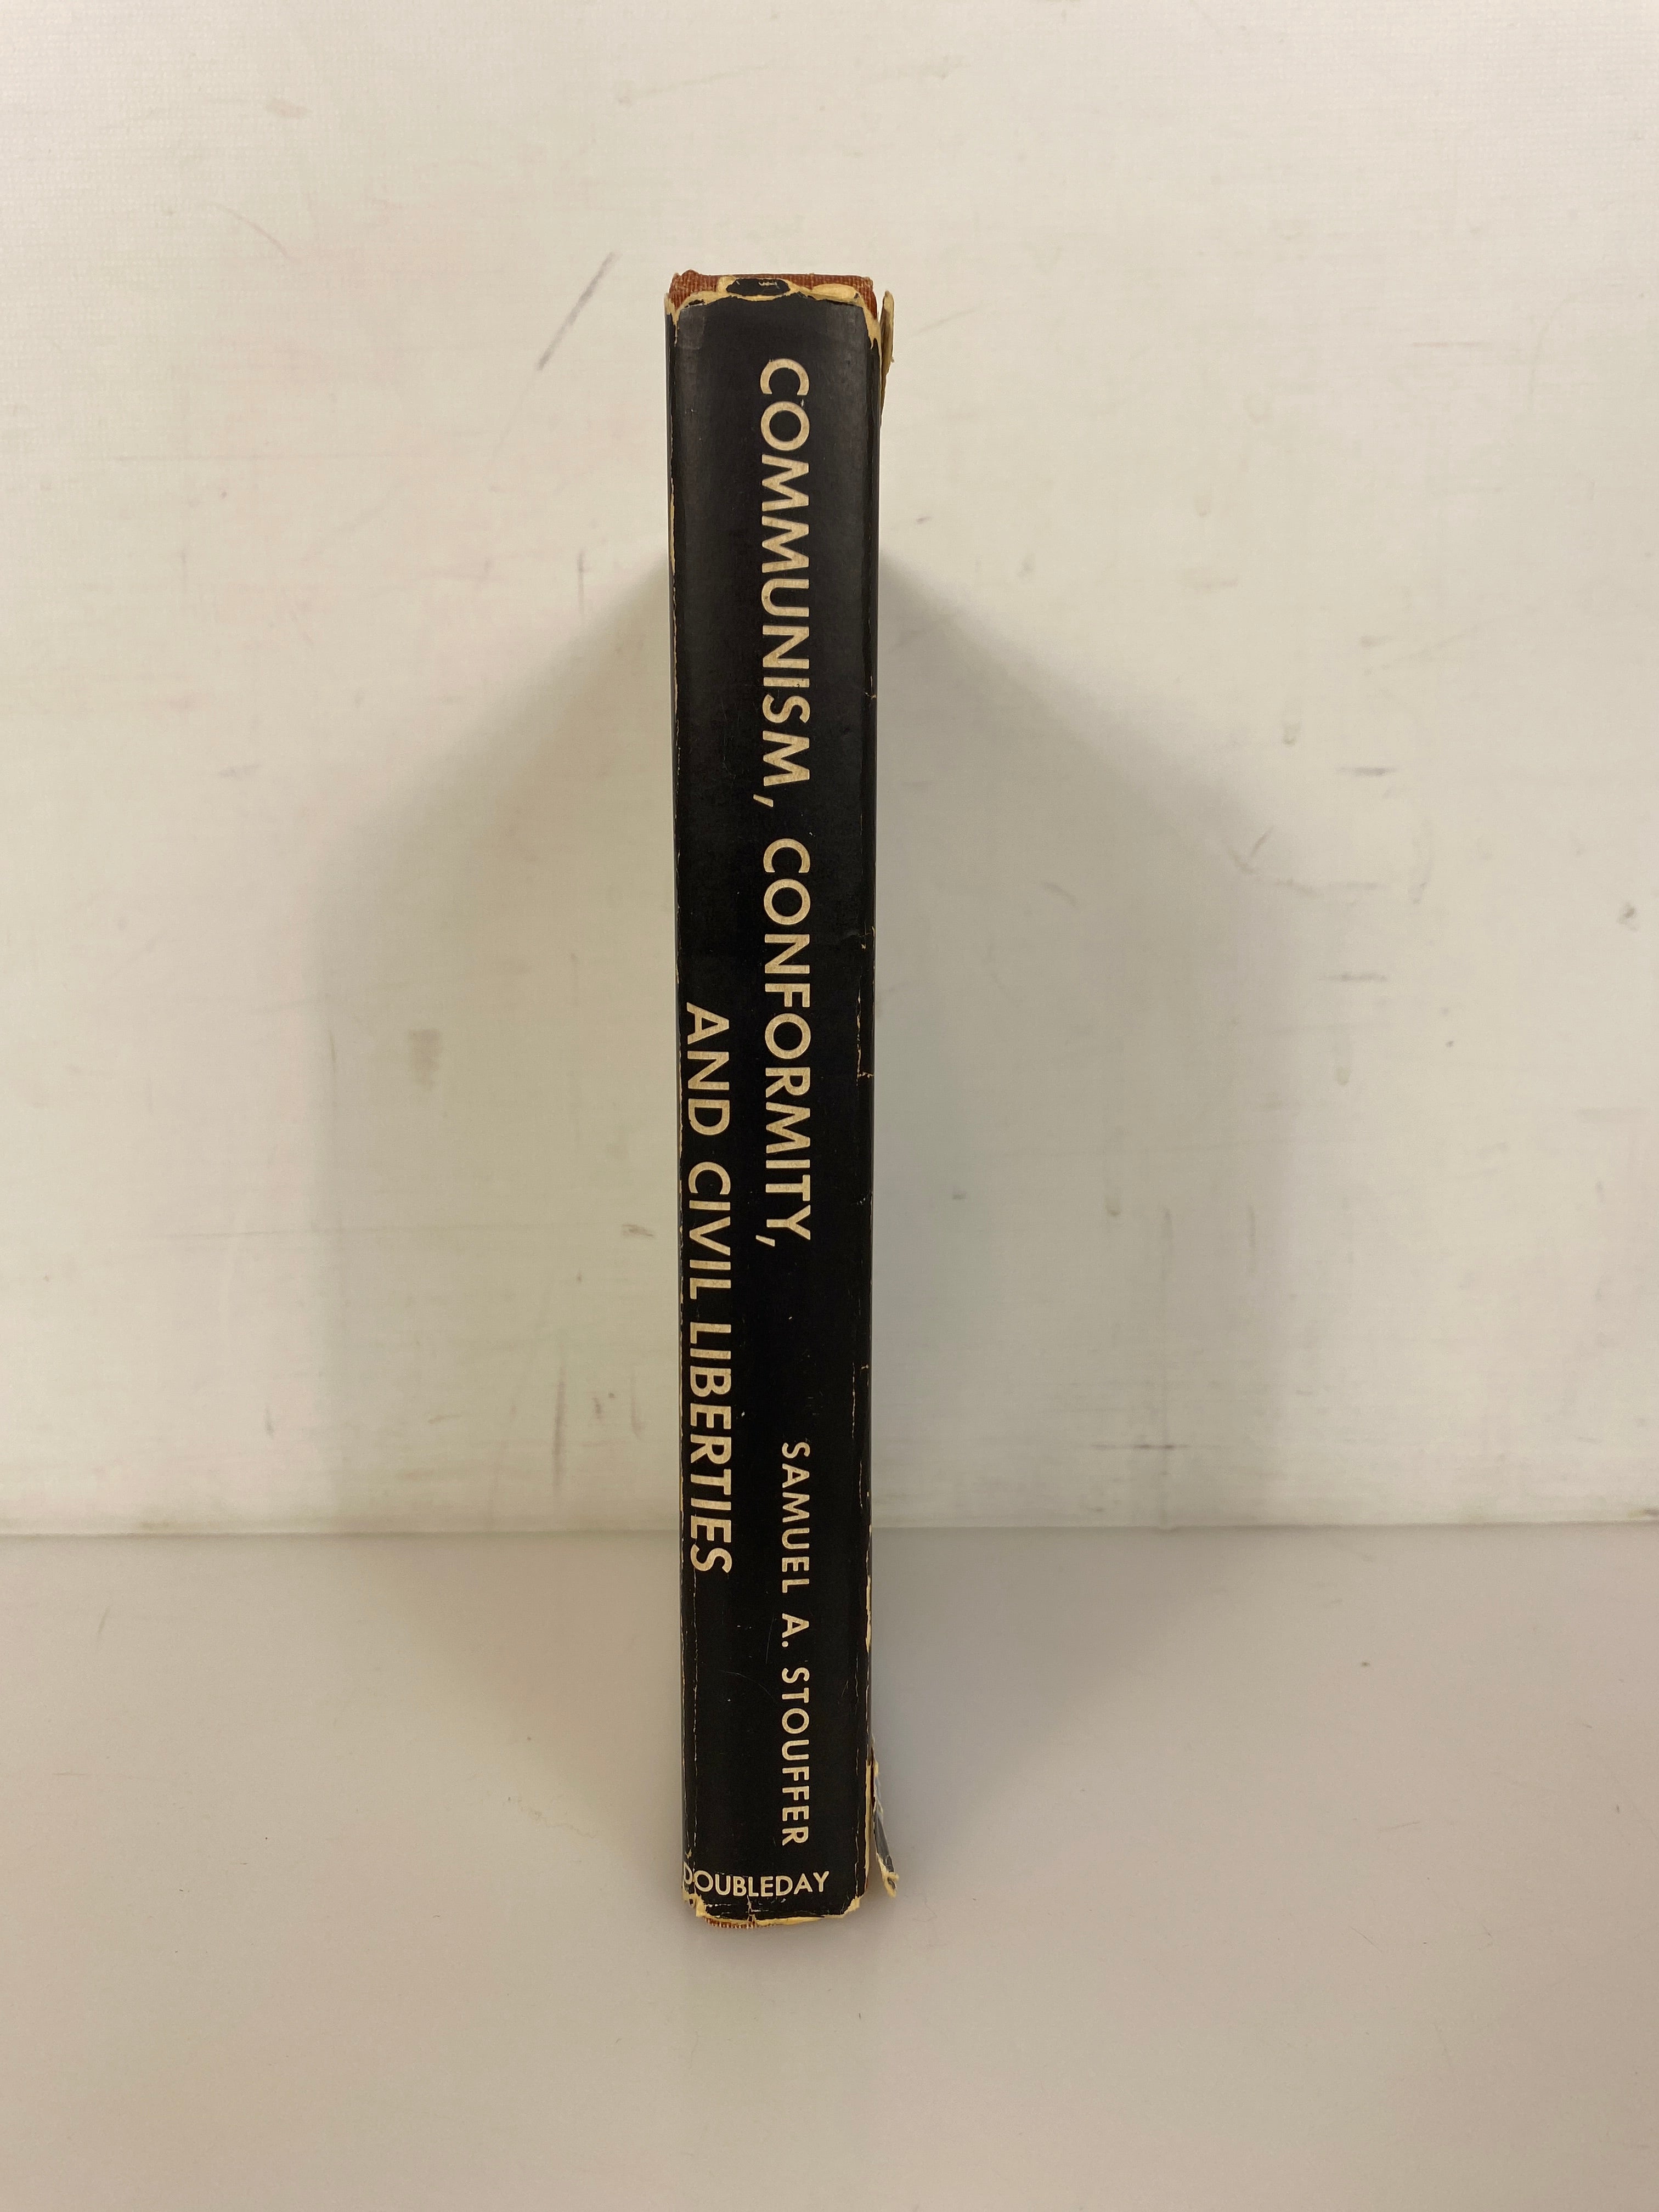 COMMUNISM, CONFORMITY,
AND CIVIL LIBERTIES
SAMUEL A. STOUFFER
DOUBLEDAY